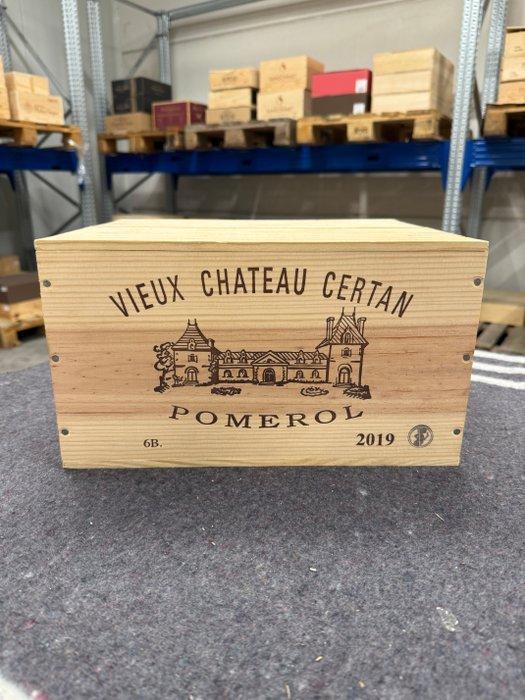 VIEUX CHATEAU CERTAN
POMEROL
6B. 2019